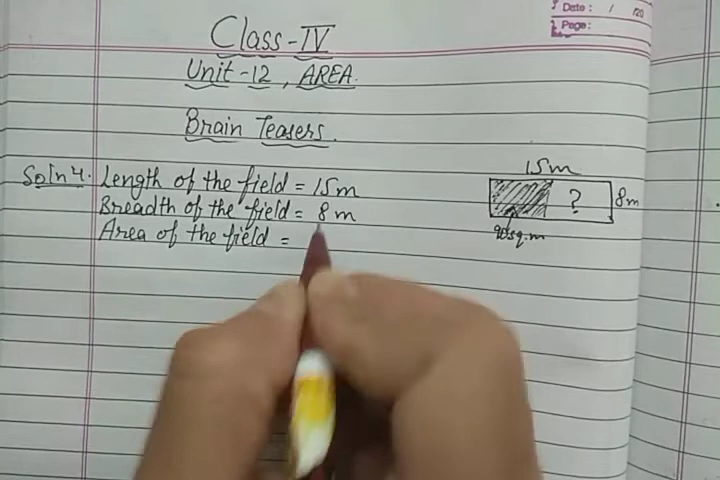 Date: / /20
Page:
Class-IV
Unit-12, AREA.
Brain Teasers.
Soln 4. Length of the field = 15m
Breadth of the field = 8 m
Area of the field =
15m
?
8m
90sq.m